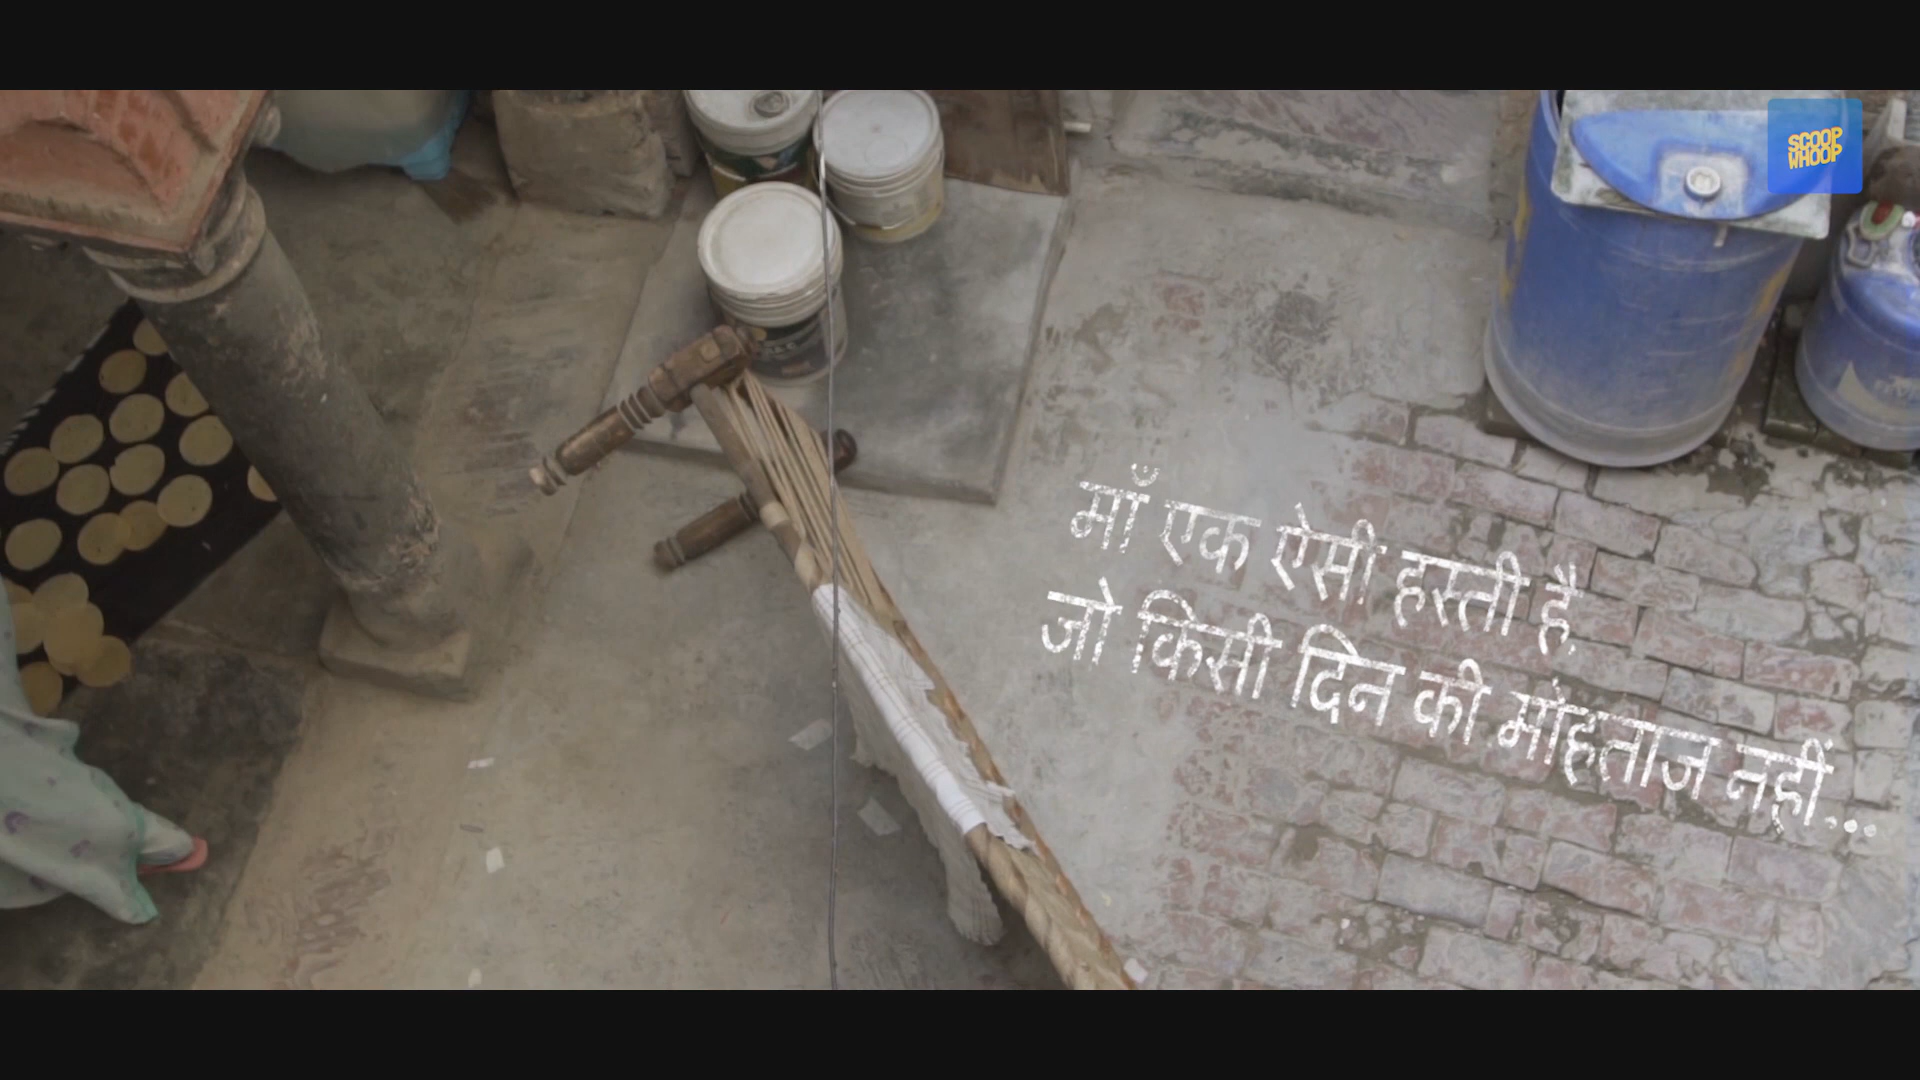 SCOOP
WHOOP
माँ एक ऐसी हस्ती है,
जो किसी दिन की मोहताज नहीं...